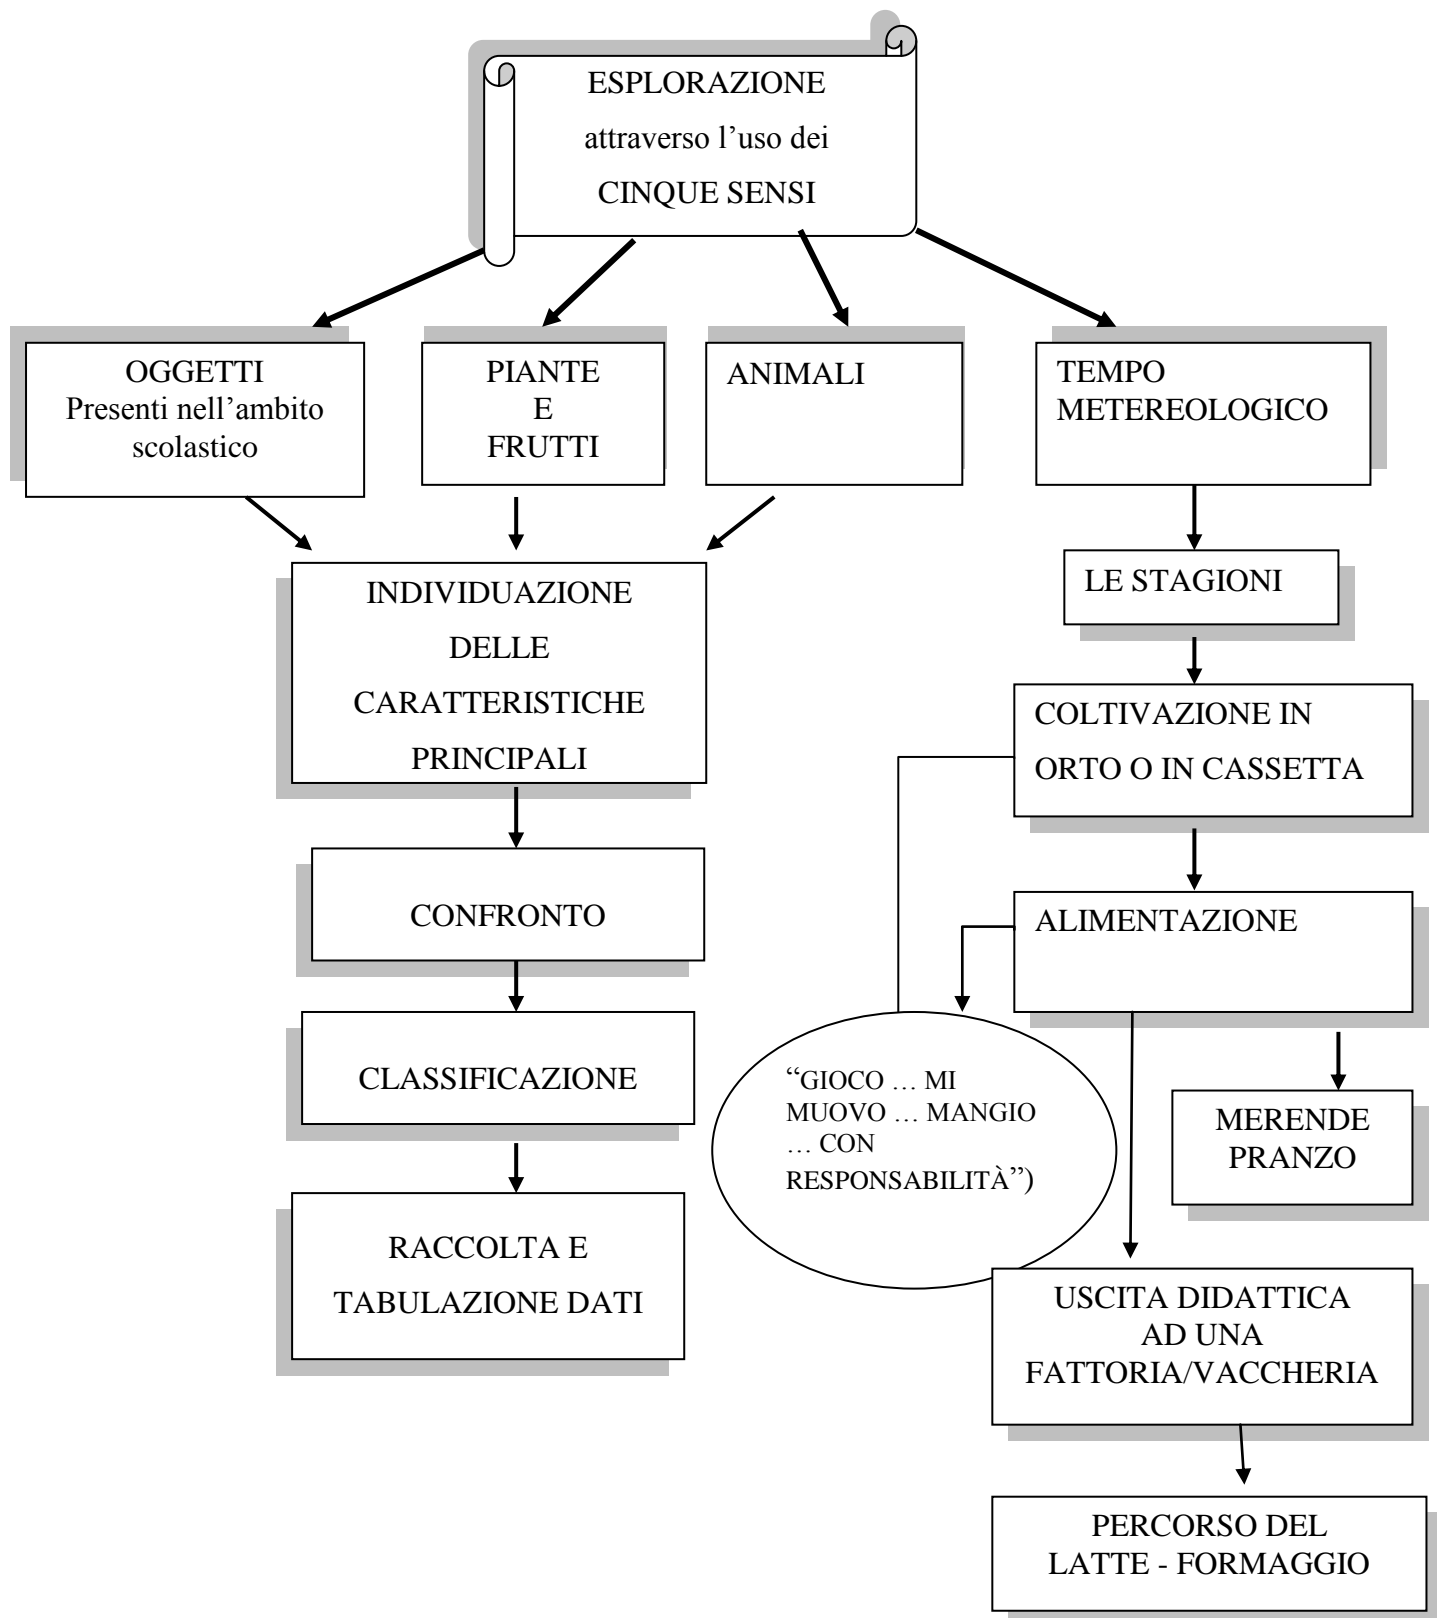 ESPLORAZIONE
attraverso l’uso dei
CINQUE SENSI
OGGETTI
Presenti nell’ambito
scolastico
PIANTE
E
FRUTTI
ANIMALI
TEMPO
METEREOLOGICO
INDIVIDUAZIONE
DELLE
CARATTERISTICHE
PRINCIPALI
LE STAGIONI
COLTIVAZIONE IN
ORTO O IN CASSETTA
CONFRONTO
ALIMENTAZIONE
CLASSIFICAZIONE
“GIOCO … MI
MUOVO … MANGIO
… CON
RESPONSABILITÀ”)
MERENDE
PRANZO
RACCOLTA E
TABULAZIONE DATI
USCITA DIDATTICA
AD UNA
FATTORIA/VACCHERIA
PERCORSO DEL
LATTE - FORMAGGIO